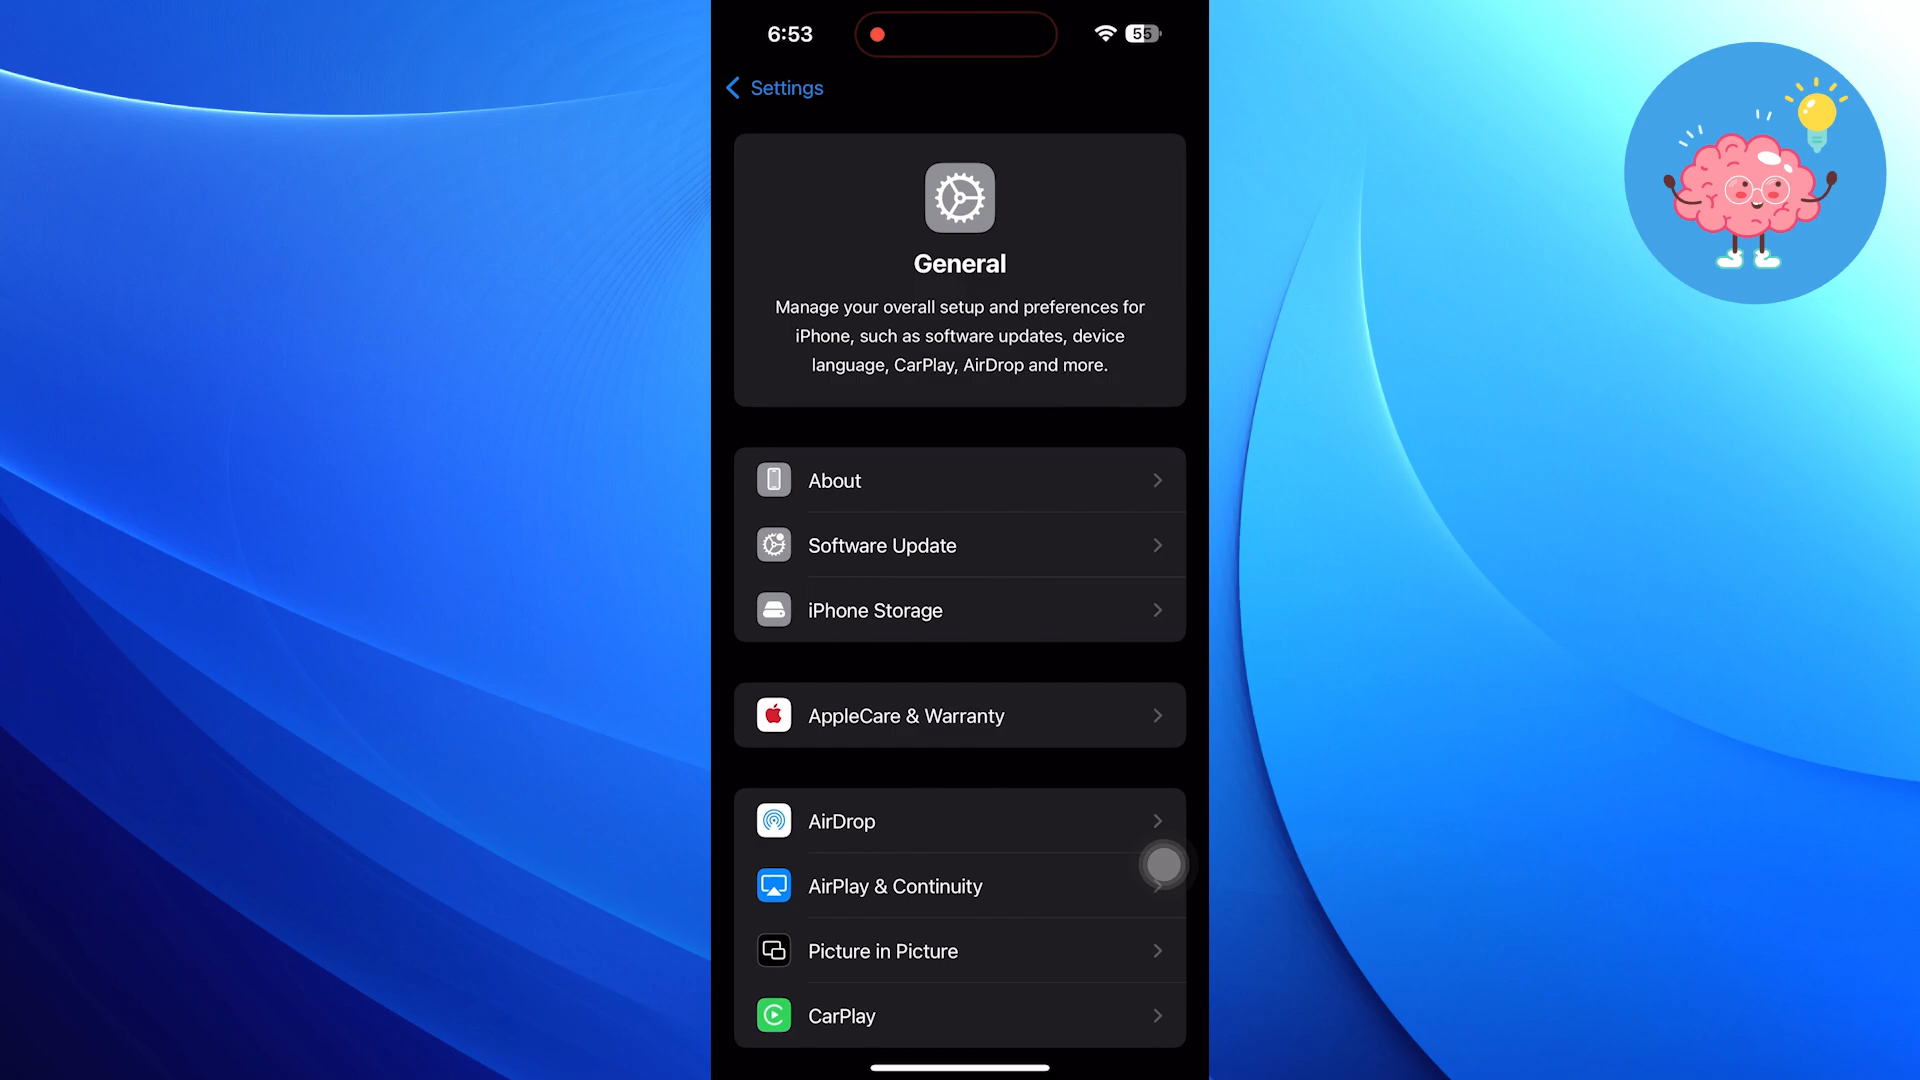 6:53
55
Settings
General
Manage your overall setup and preferences for
iPhone, such as software updates, device
language, CarPlay, AirDrop and more.
About
Software Update
iPhone Storage
AppleCare & Warranty
AirDrop
AirPlay & Continuity
Picture in Picture
CarPlay